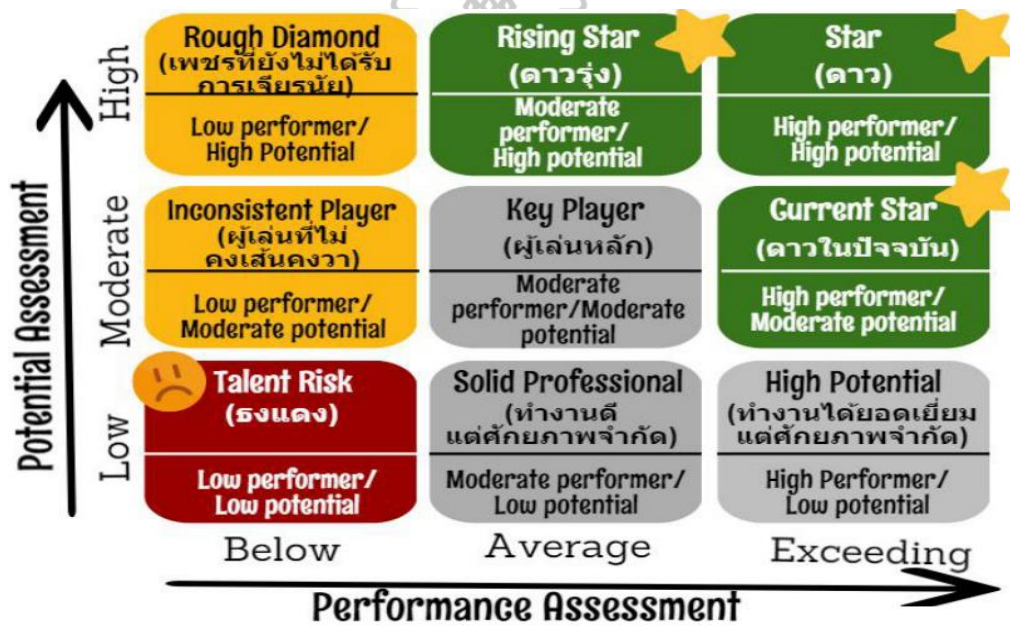 High
Rough Diamond
(เพชรที่ยังไม่ได้รับ
การเจียรนัย)
Low performer/
High Potential
Rising Star
(ดาวรุ่ง)
Moderate
performer/
High potential
Star
(ดาว)
High performer/
High potential
Moderate
Inconsistent Player
(ผู้เล่นที่ไม่
คงเส้นคงวา)
Low performer/
Moderate potential
Key Player
(ผู้เล่นหลัก)
Moderate
performer/Moderate
potential
Current Star
(ดาวในปัจจบัน)
High performer/
Moderate potential
Low
Talent Risk
(ธงแดง)
Low performer/
Low potential
Solid Professional
(ทำงานดี
แต่ศักยภาพจำกัด)
Moderate performer/
Low potential
High Potential
(ทำงานได้ยอดเยี่ยม
แต่ศักยภาพจำกัด)
High Performer/
Low potential
Potential Assessment
Below
Average
Exceeding
Performance Assessment